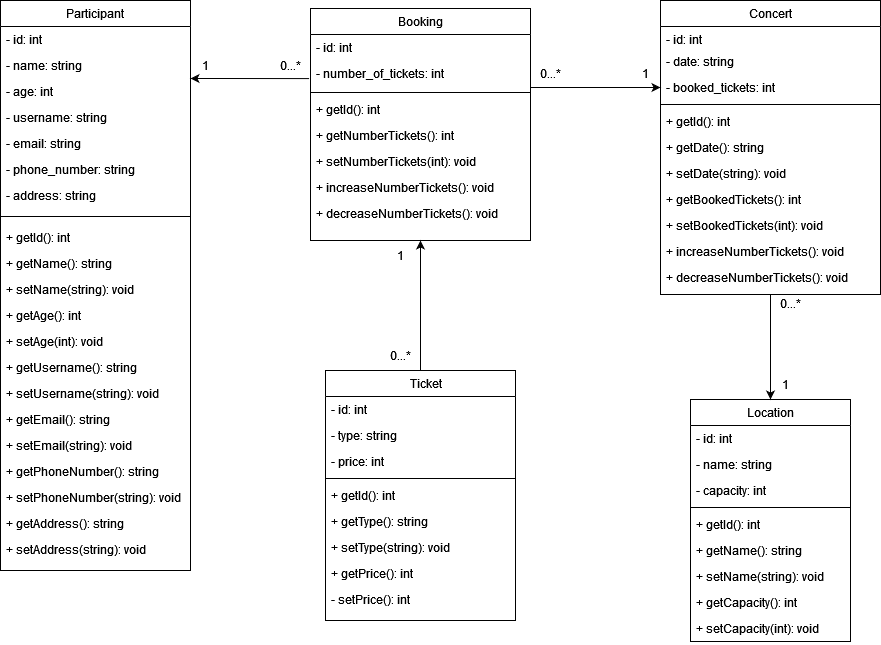 Participant
- id: int
- name: string
- age: int
- username: string
- email: string
- phone_number: string
- address: string
+ getId(): int
+ getName(): string
+ setName(string): void
+ getAge(): int
+ setAge(int): void
+ getUsername(): string
+ setUsername(string): void
+ getEmail(): string
+ setEmail(string): void
+ getPhoneNumber(): string
+ setPhoneNumber(string): void
+ getAddress(): string
+ setAddress(string): void
1
0...*
Booking
- id: int
- number_of_tickets: int
+ getId(): int
+ getNumberTickets(): int
+ setNumberTickets(int): void
+ increaseNumberTickets(): void
+ decreaseNumberTickets(): void
0...*
1
Concert
- id: int
- date: string
- booked_tickets: int
+ getId(): int
+ getDate(): string
+ setDate(string): void
+ getBookedTickets(): int
+ setBookedTickets(int): void
+ increaseNumberTickets(): void
+ decreaseNumberTickets(): void
1
0...*
Ticket
- id: int
- type: string
- price: int
+ getId(): int
+ getType(): string
+ setType(string): void
+ getPrice(): int
- setPrice(): int
0...*
1
Location
- id: int
- name: string
- capacity: int
+ getId(): int
+ getName(): string
+ setName(string): void
+ getCapacity(): int
+ setCapacity(int): void